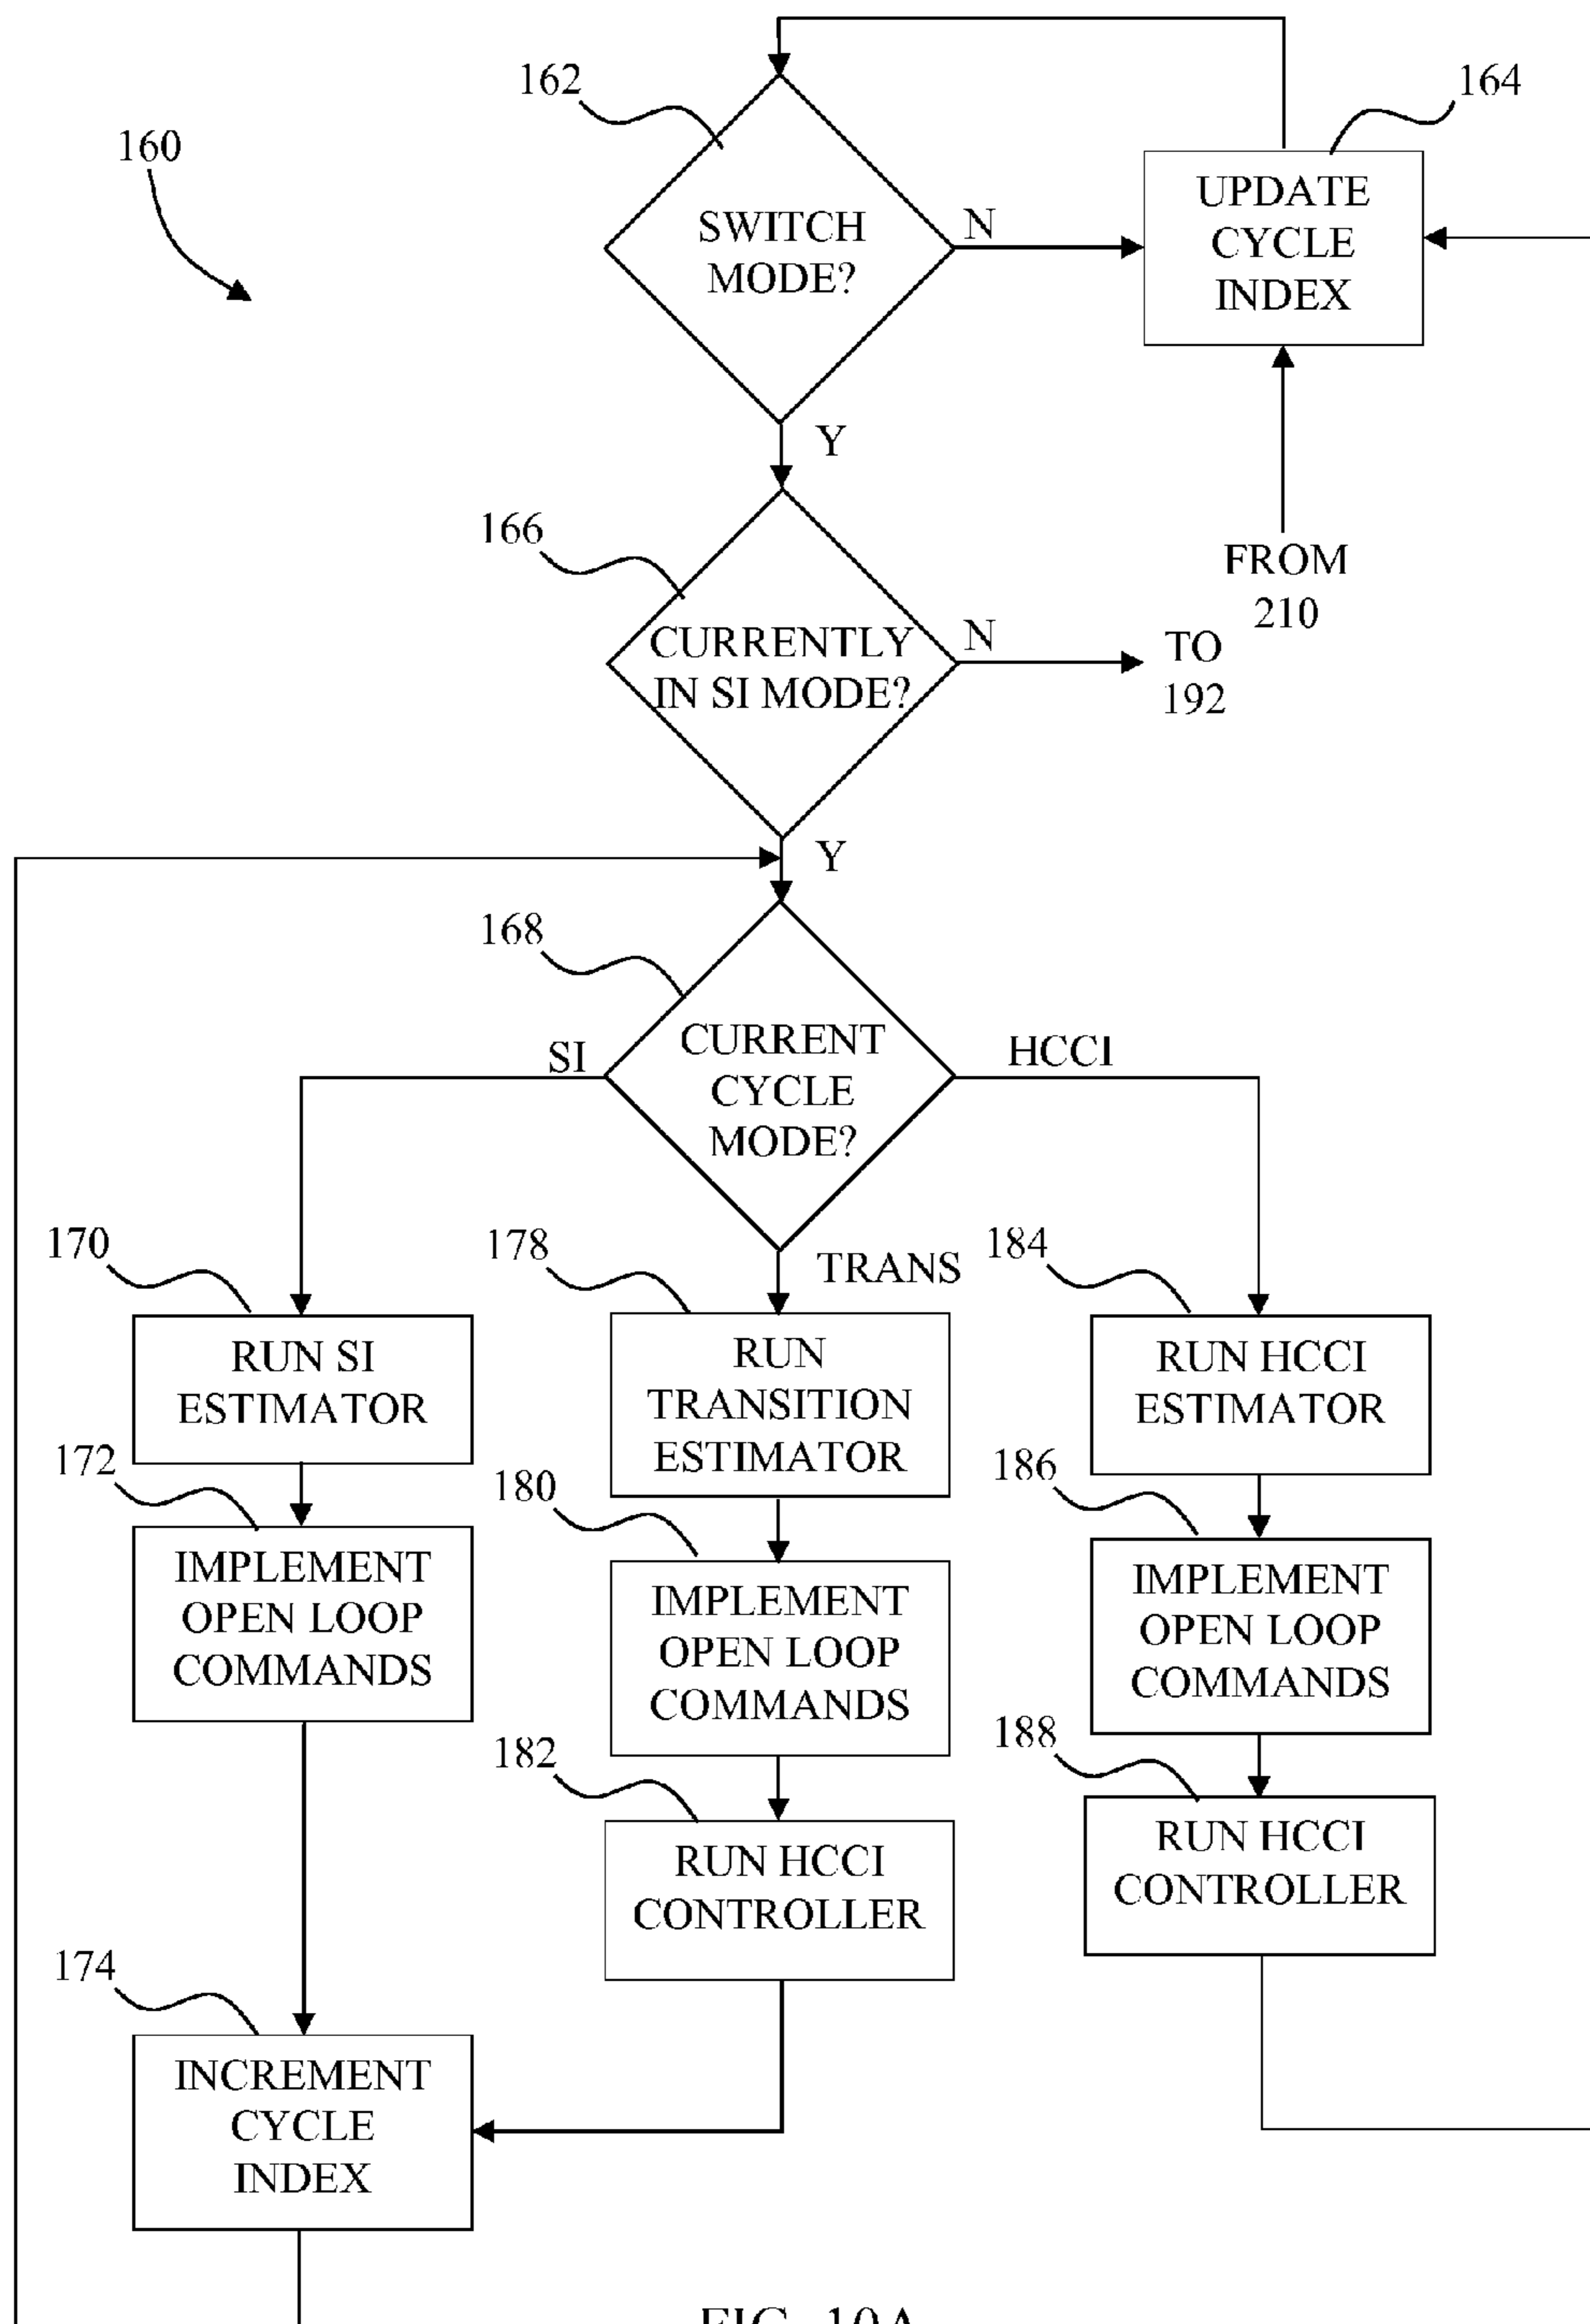 162
164
160
SWITCH
MODE?
N
UPDATE
CYCLE
INDEX
Y
166
FROM
210
CURRENTLY
IN SI MODE?
N
TO
192
Y
168
CURRENT
CYCLE
MODE?
SI
HCCI
TRANS
170
178
184
RUN SI
ESTIMATOR
RUN
TRANSITION
ESTIMATOR
RUN HCCI
ESTIMATOR
172
180
186
IMPLEMENT
OPEN LOOP
COMMANDS
IMPLEMENT
OPEN LOOP
COMMANDS
IMPLEMENT
OPEN LOOP
COMMANDS
182
188
RUN HCCI
CONTROLLER
RUN HCCI
CONTROLLER
174
INCREMENT
CYCLE
INDEX
FIG. 10A